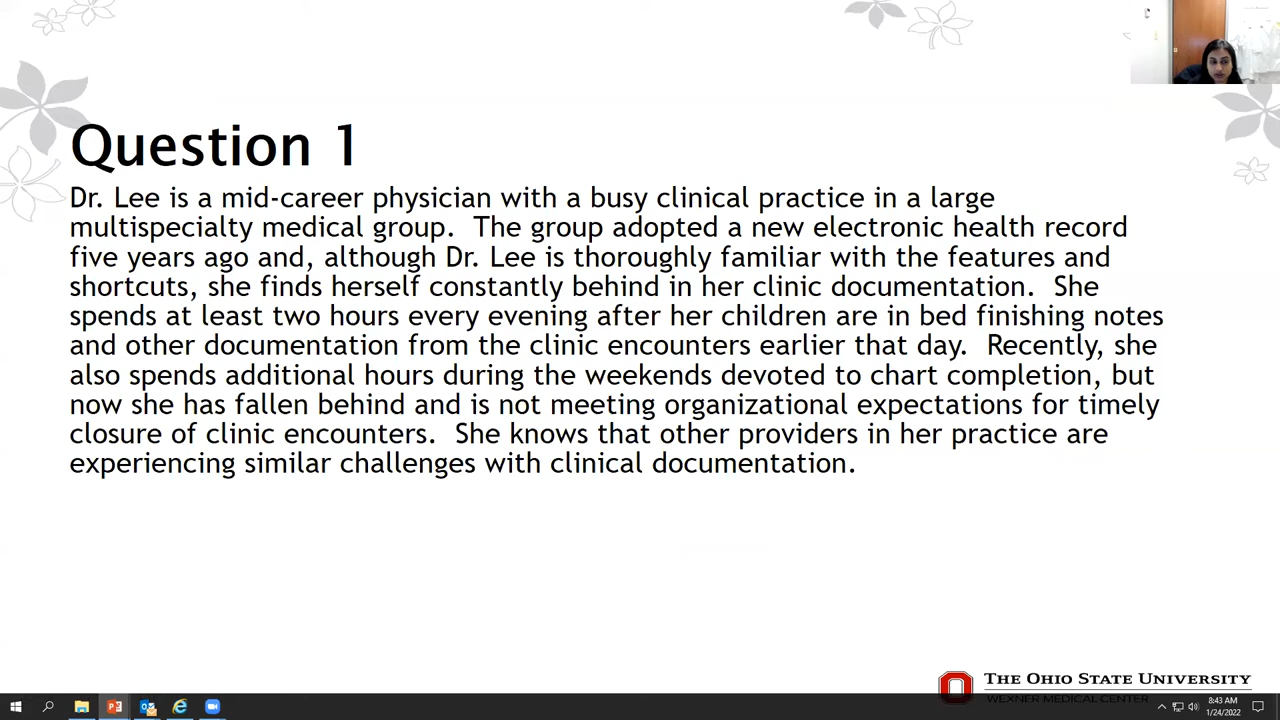 Question 1
Dr. Lee is a mid-career physician with a busy clinical practice in a large
multispecialty medical group.  The group adopted a new electronic health record
five years ago and, although Dr. Lee is thoroughly familiar with the features and
shortcuts, she finds herself constantly behind in her clinic documentation.  She
spends at least two hours every evening after her children are in bed finishing notes
and other documentation from the clinic encounters earlier that day.  Recently, she
also spends additional hours during the weekends devoted to chart completion, but
now she has fallen behind and is not meeting organizational expectations for timely
closure of clinic encounters.  She knows that other providers in her practice are
experiencing similar challenges with clinical documentation.
THE OHIO STATE UNIVERSITY
WEXNER MEDICAL CENTER
8:43 AM
1/24/2022